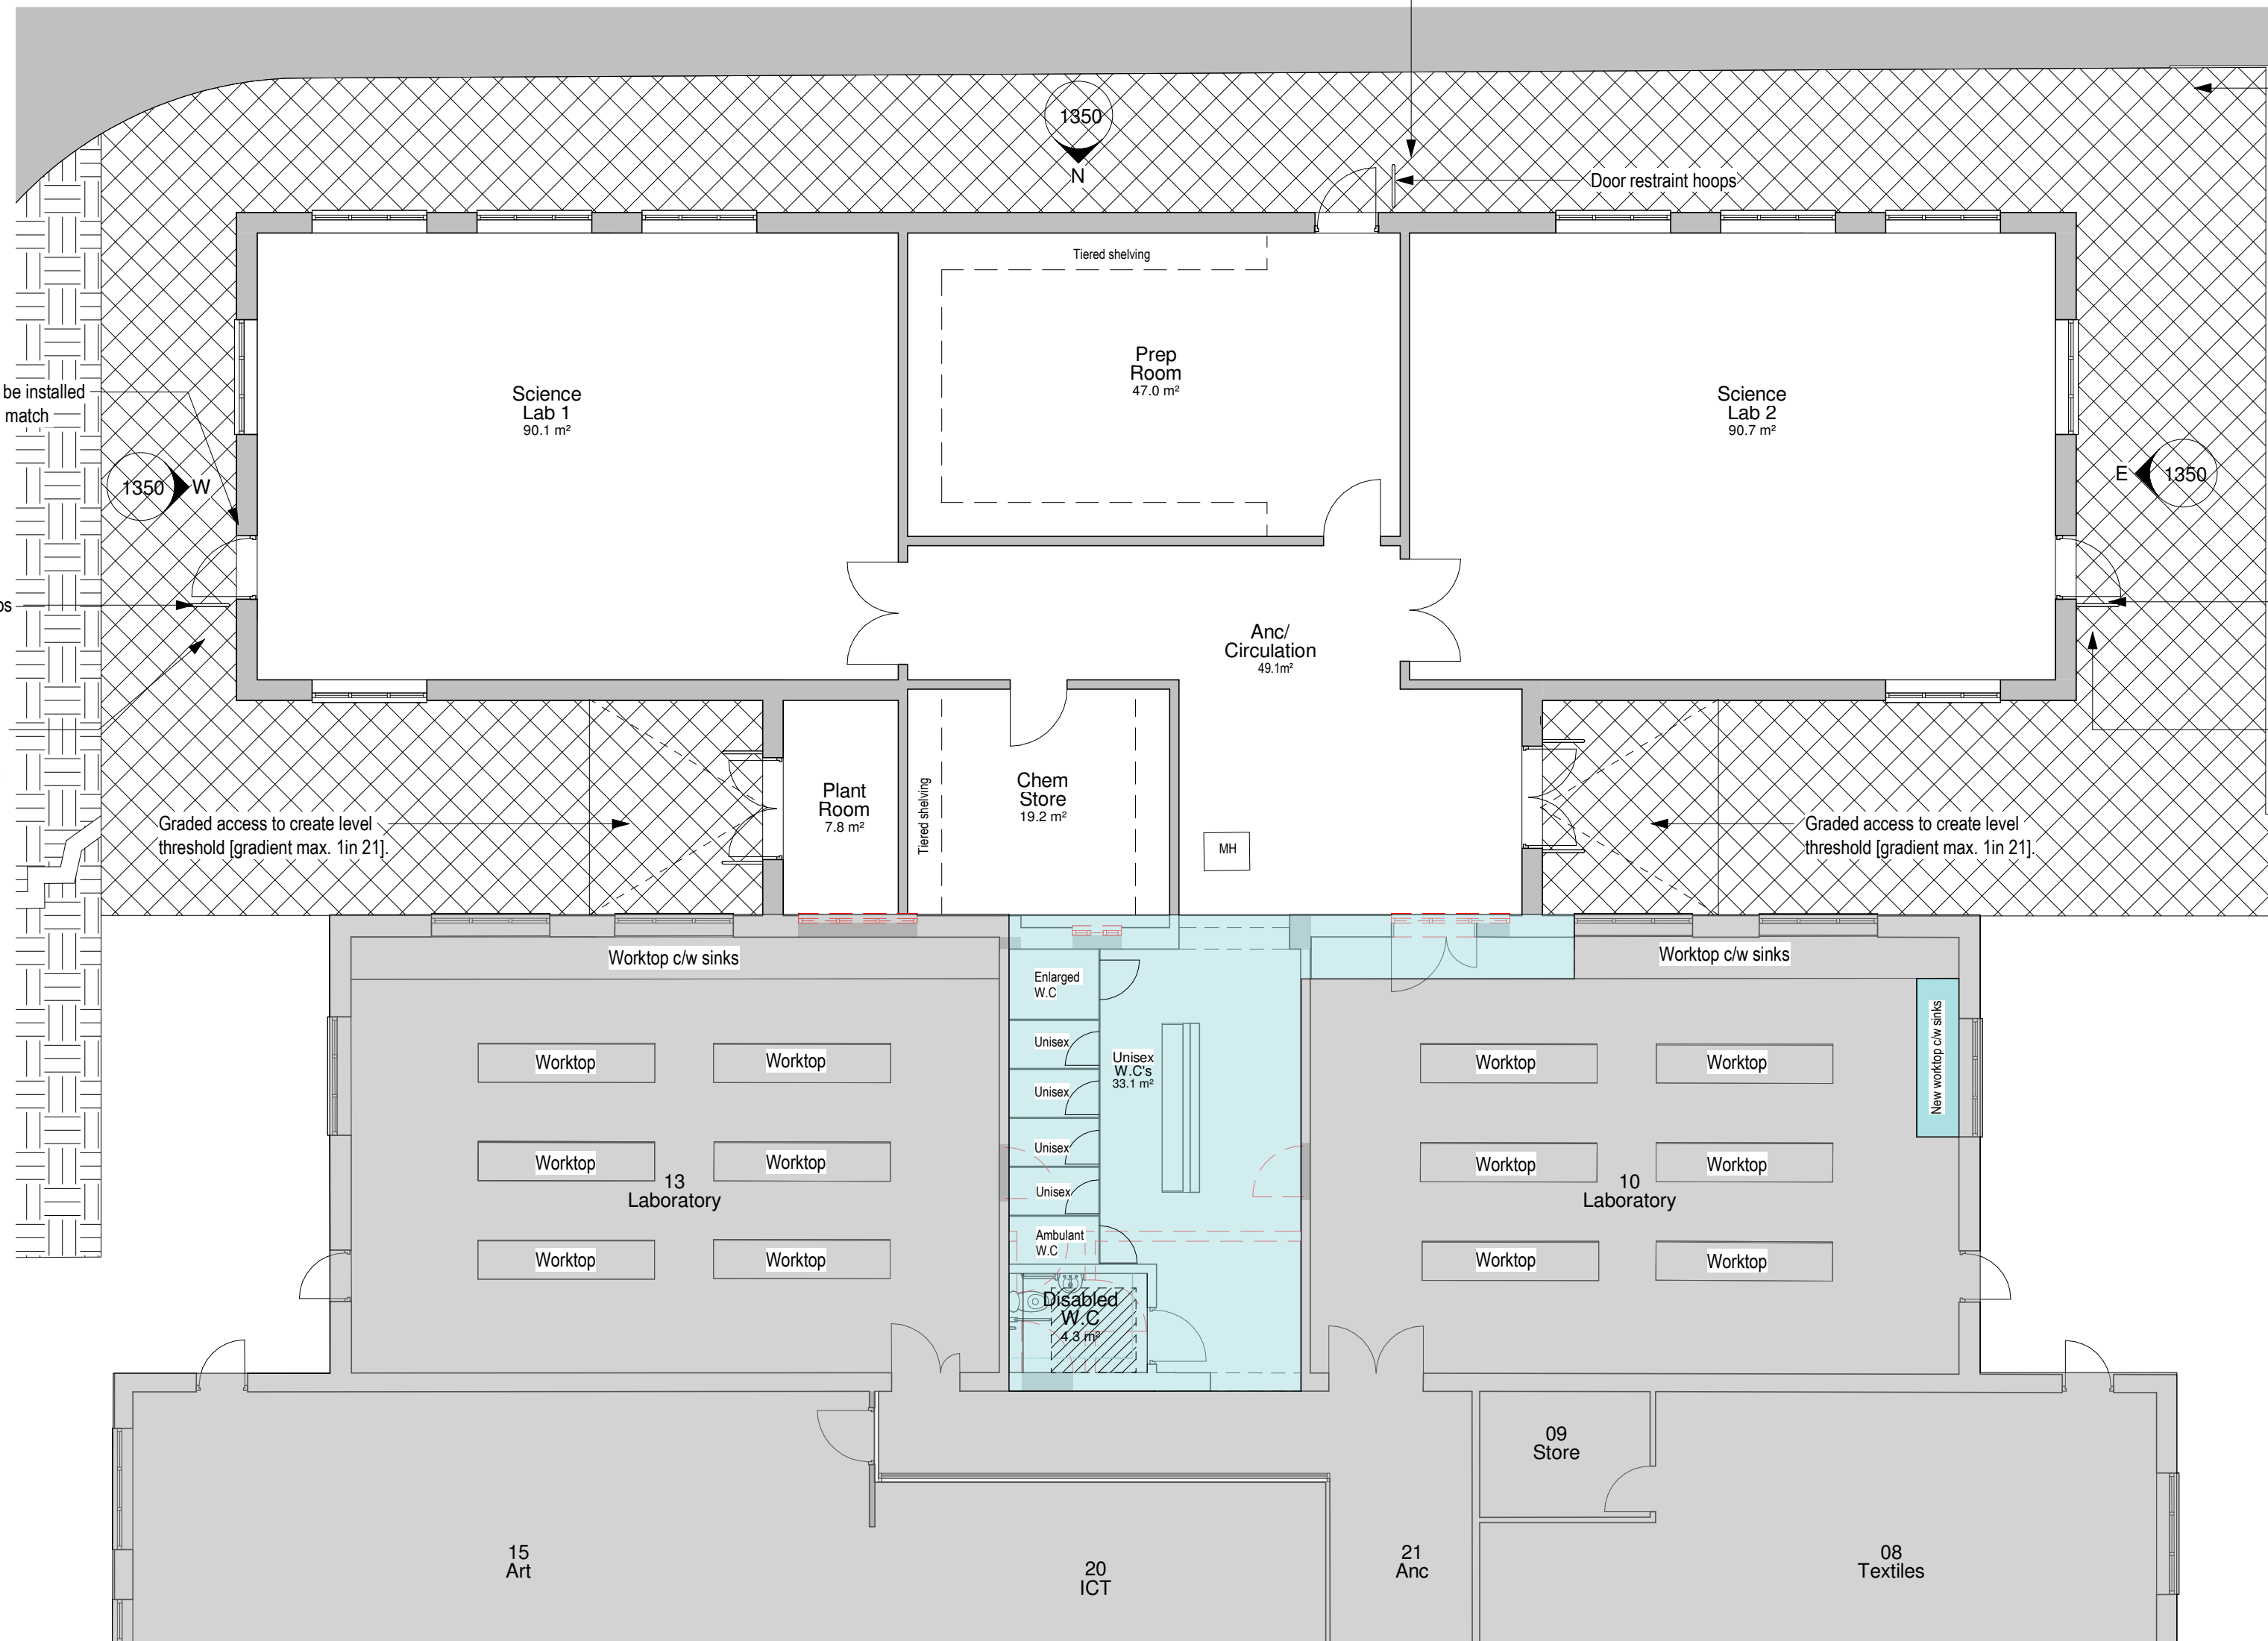 1350
N
Door restraint hoops
Tiered shelving
Prep
Room
47.0 m²
Science
Lab 1
90.1 m²
Science
Lab 2
90.7 m²
be installed
match
1350
W
E
1350
os
Anc/
Circulation
49.1m²
Plant
Room
7.8 m²
Tiered shelving
Chem
Store
19.2 m²
MH
Graded access to create level
threshold [gradient max. 1in 21].
Graded access to create level
threshold [gradient max. 1in 21].
Worktop c/w sinks
Worktop c/w sinks
Enlarged
W.C
Unisex
Unisex
Unisex
Unisex
Ambulant
W.C
Unisex
W.C's
33.1 m²
Disabled
W.C
4.3 m²
New worktop c/w sinks
Worktop
Worktop
Worktop
Worktop
Worktop
Worktop
13
Laboratory
Worktop
Worktop
Worktop
Worktop
Worktop
Worktop
10
Laboratory
09
Store
15
Art
20
ICT
21
Anc
08
Textiles